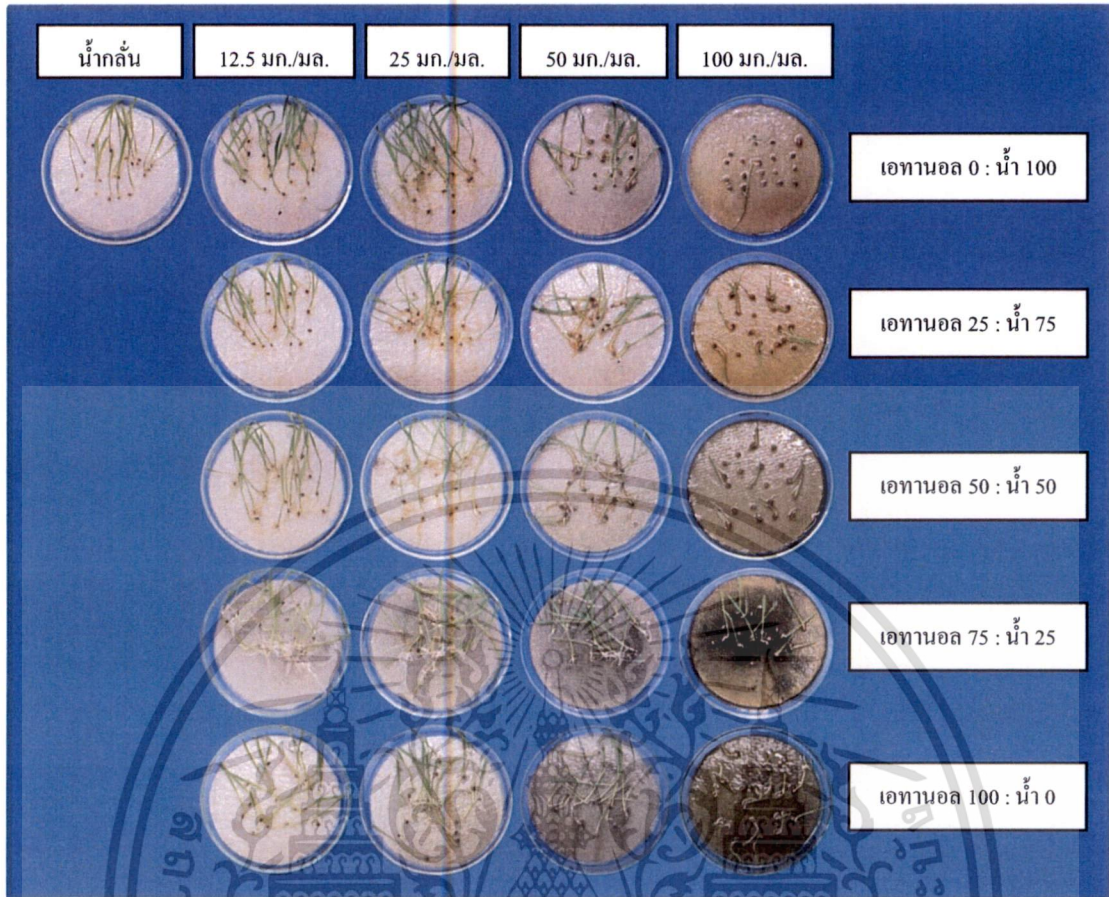 น้ำกลั่น
12.5 มก./มล.
25 มก./มล.
50 มก./มล.
100 มก./มล.
เอทานอล 0 : น้ำ 100
เอทานอล 25 : น้ำ 75
เอทานอล 50 : น้ำ 50
เอทานอล 75 : น้ำ 25
เอทานอล 100 : น้ำ 0